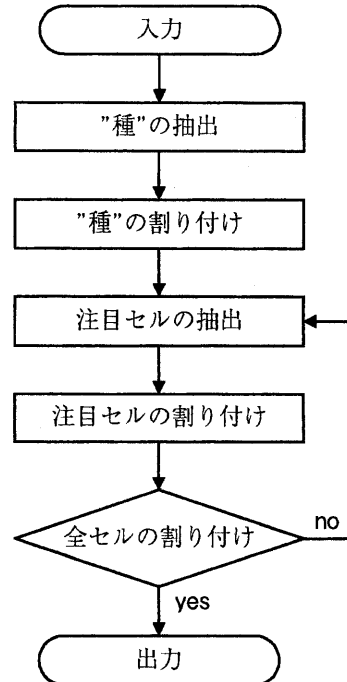 入力
"種"の抽出
"種"の割り付け
注目セルの抽出
注目セルの割り付け
全セルの割り付け
no
yes
出力